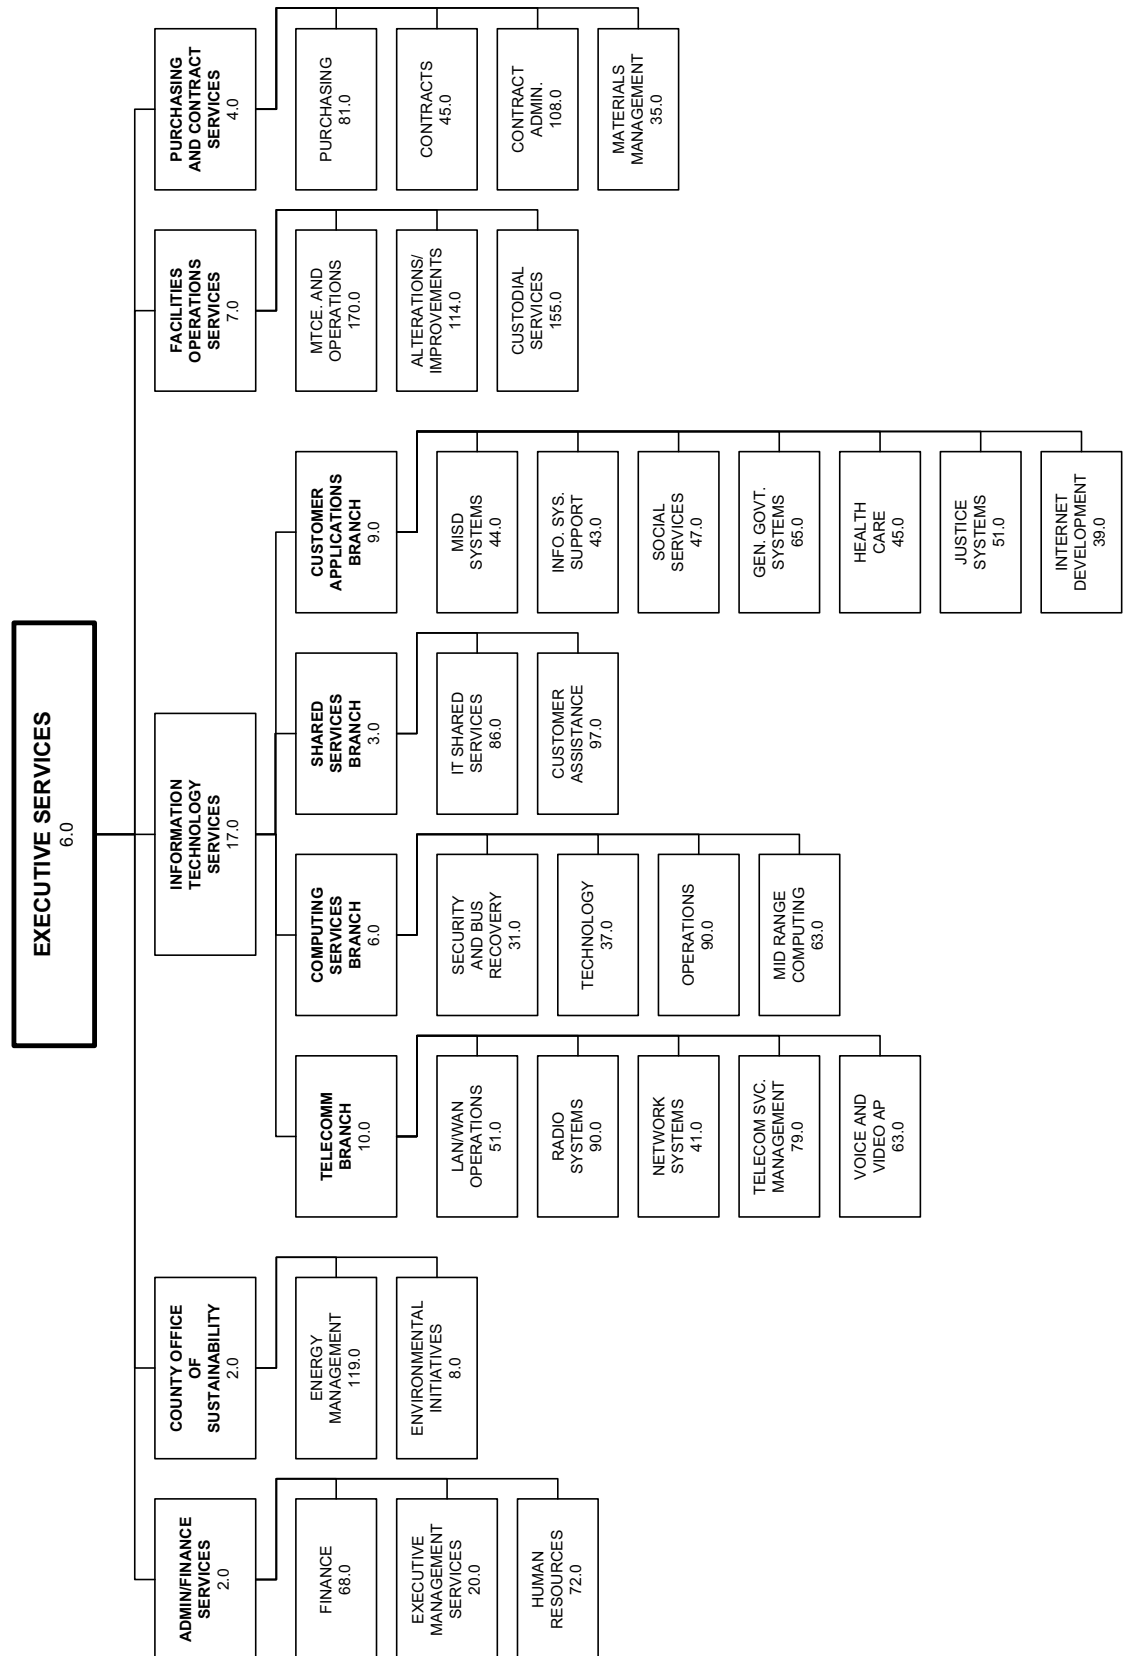 EXECUTIVE SERVICES
6.0
ADMIN/FINANCE
SERVICES
2.0
FINANCE
68.0
EXECUTIVE
MANAGEMENT
SERVICES
20.0
HUMAN
RESOURCES
72.0
COUNTY OFFICE
OF
SUSTAINABILITY
2.0
ENERGY
MANAGEMENT
119.0
ENVIRONMENTAL
INITIATIVES
8.0
INFORMATION
TECHNOLOGY
SERVICES
17.0
TELECOMM
BRANCH
10.0
LAN/WAN
OPERATIONS
51.0
RADIO
SYSTEMS
90.0
NETWORK
SYSTEMS
41.0
TELECOM SVC.
MANAGEMENT
79.0
VOICE AND
VIDEO AP
63.0
COMPUTING
SERVICES
BRANCH
6.0
SECURITY
AND BUS
RECOVERY
31.0
TECHNOLOGY
37.0
OPERATIONS
90.0
MID RANGE
COMPUTING
63.0
SHARED
SERVICES
BRANCH
3.0
IT SHARED
SERVICES
86.0
CUSTOMER
ASSISTANCE
97.0
CUSTOMER
APPLICATIONS
BRANCH
9.0
MISD
SYSTEMS
44.0
INFO. SYS.
SUPPORT
43.0
SOCIAL
SERVICES
47.0
GEN. GOVT.
SYSTEMS
65.0
HEALTH
CARE
45.0
JUSTICE
SYSTEMS
51.0
INTERNET
DEVELOPMENT
39.0
FACILITIES
OPERATIONS
SERVICES
7.0
MTCE. AND
OPERATIONS
170.0
ALTERATIONS/
IMPROVEMENTS
114.0
CUSTODIAL
SERVICES
155.0
PURCHASING
AND CONTRACT
SERVICES
4.0
PURCHASING
81.0
CONTRACTS
45.0
CONTRACT
ADMIN.
108.0
MATERIALS
MANAGEMENT
35.0